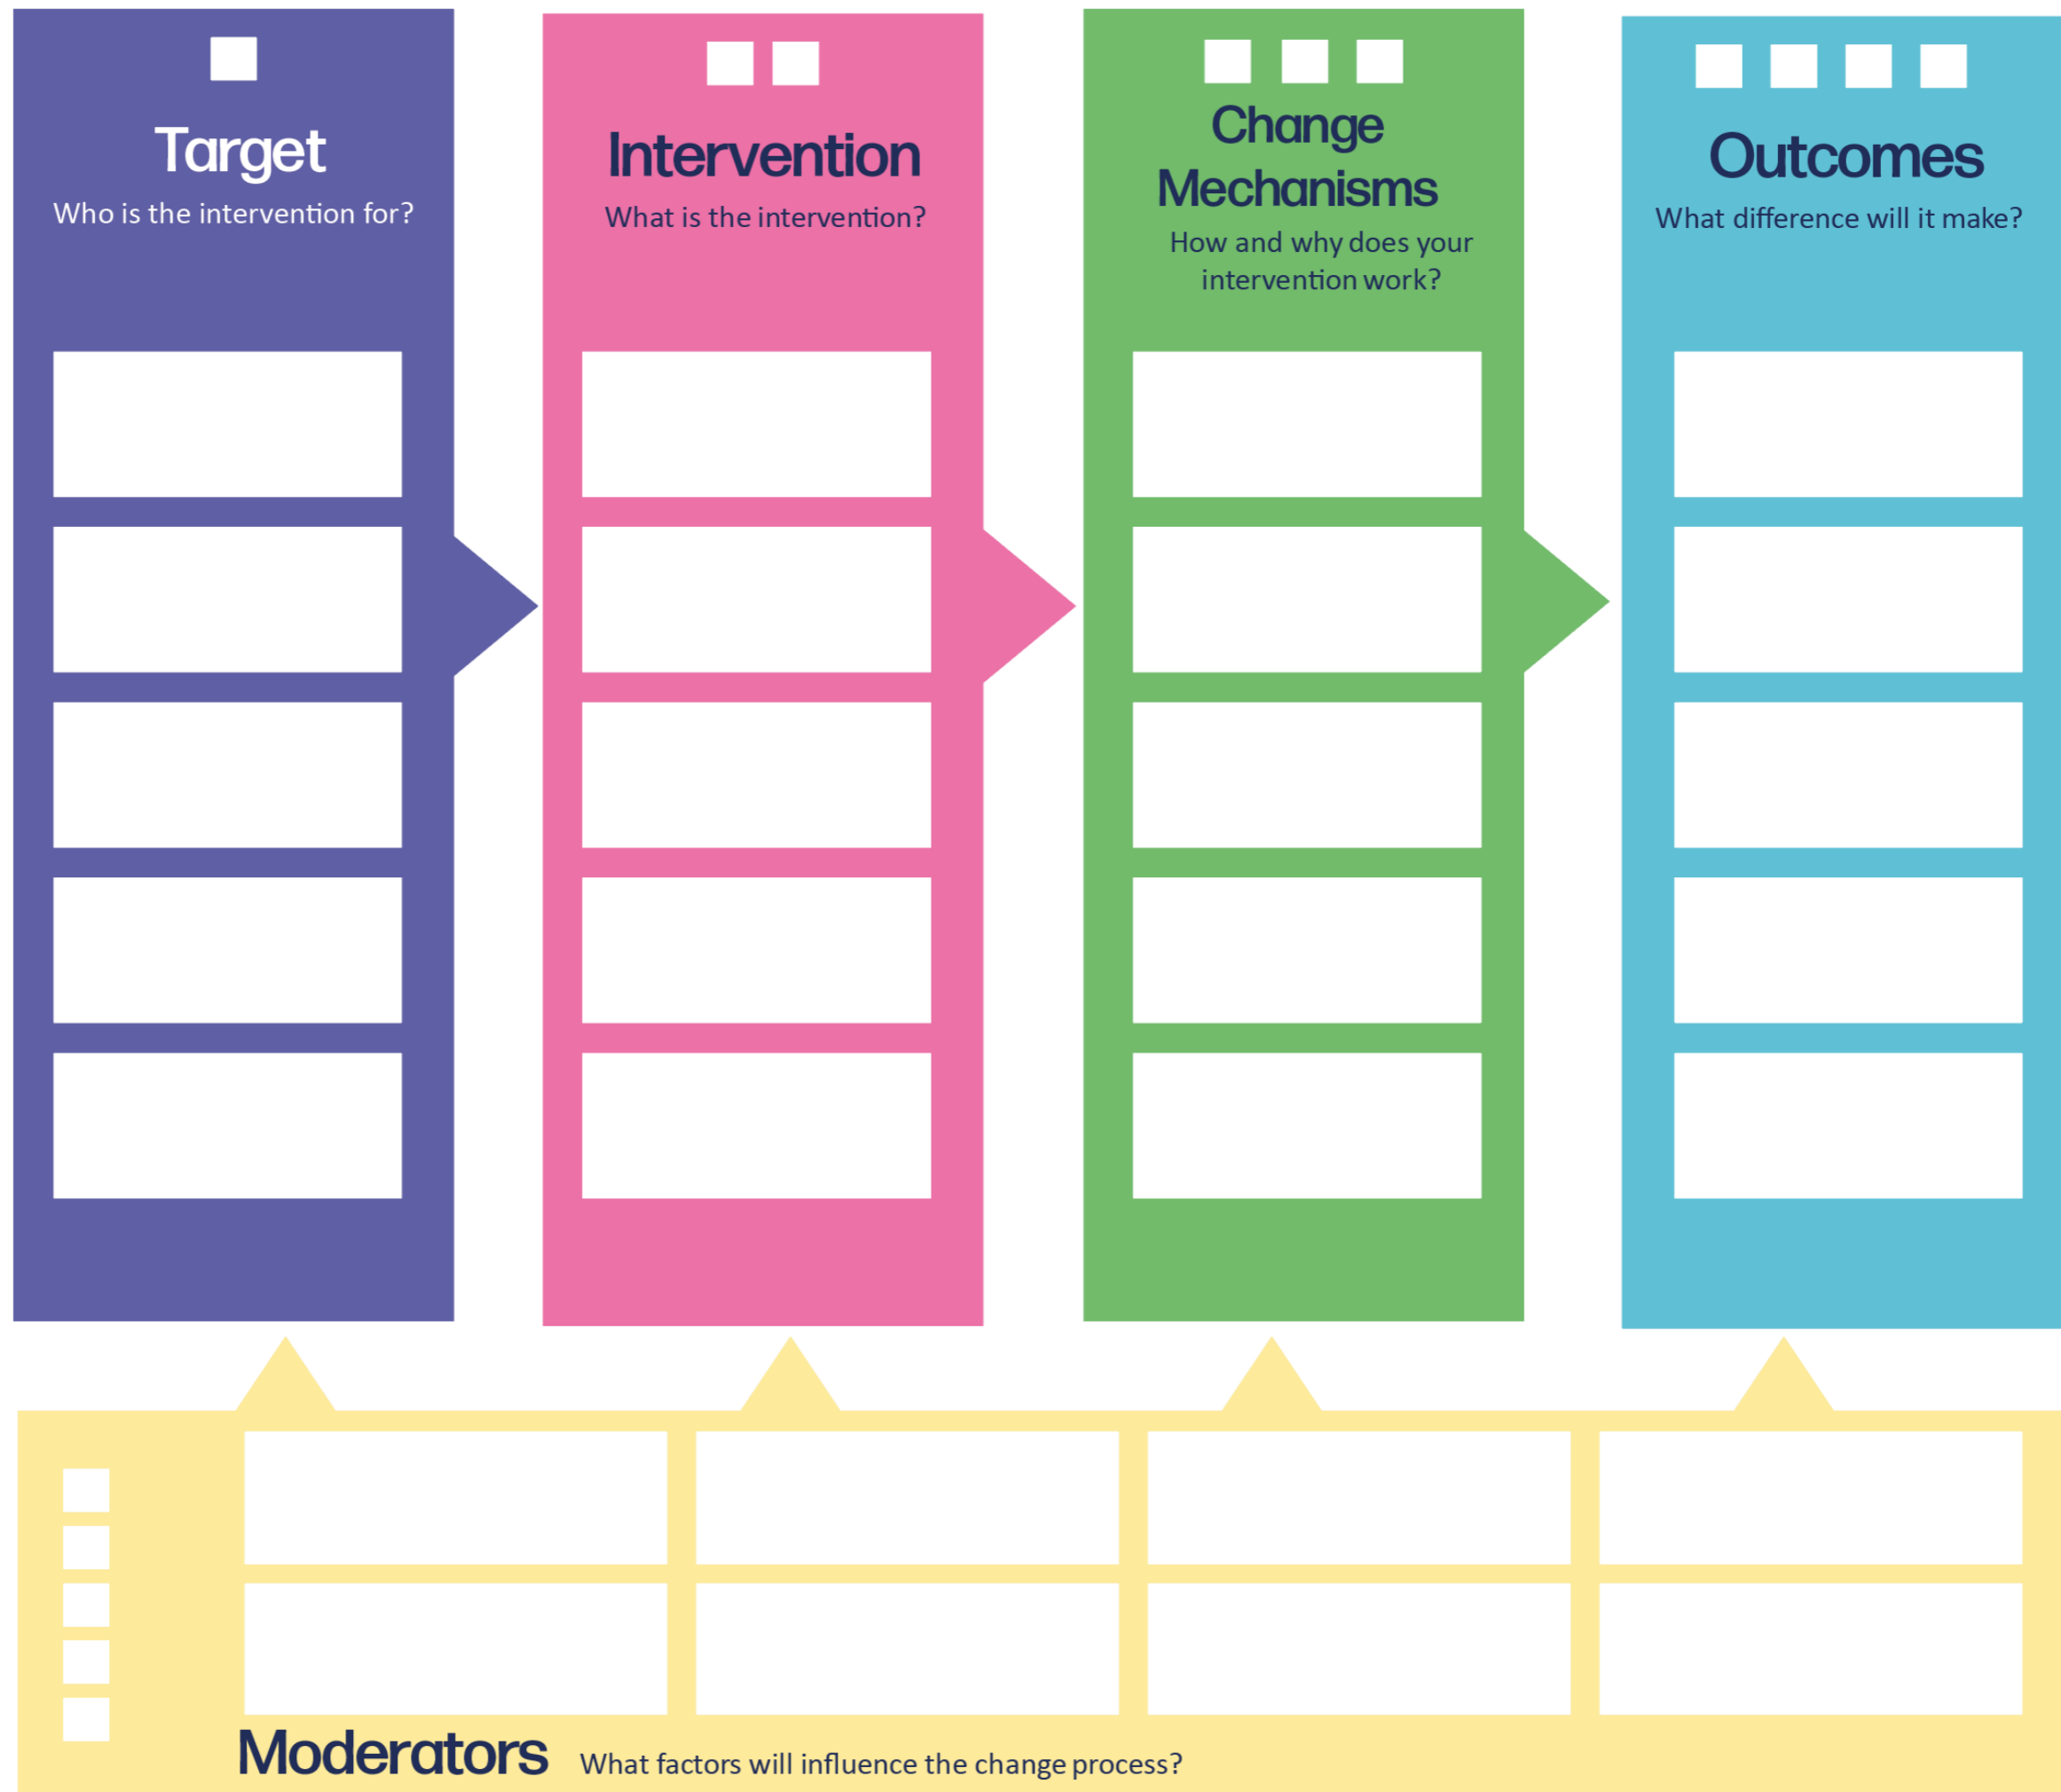 Target
Who is the intervention for?
Intervention
What is the intervention?
Change
Mechanisms
How and why does your
intervention work?
Outcomes
What difference will it make?
Moderators
What factors will influence the change process?